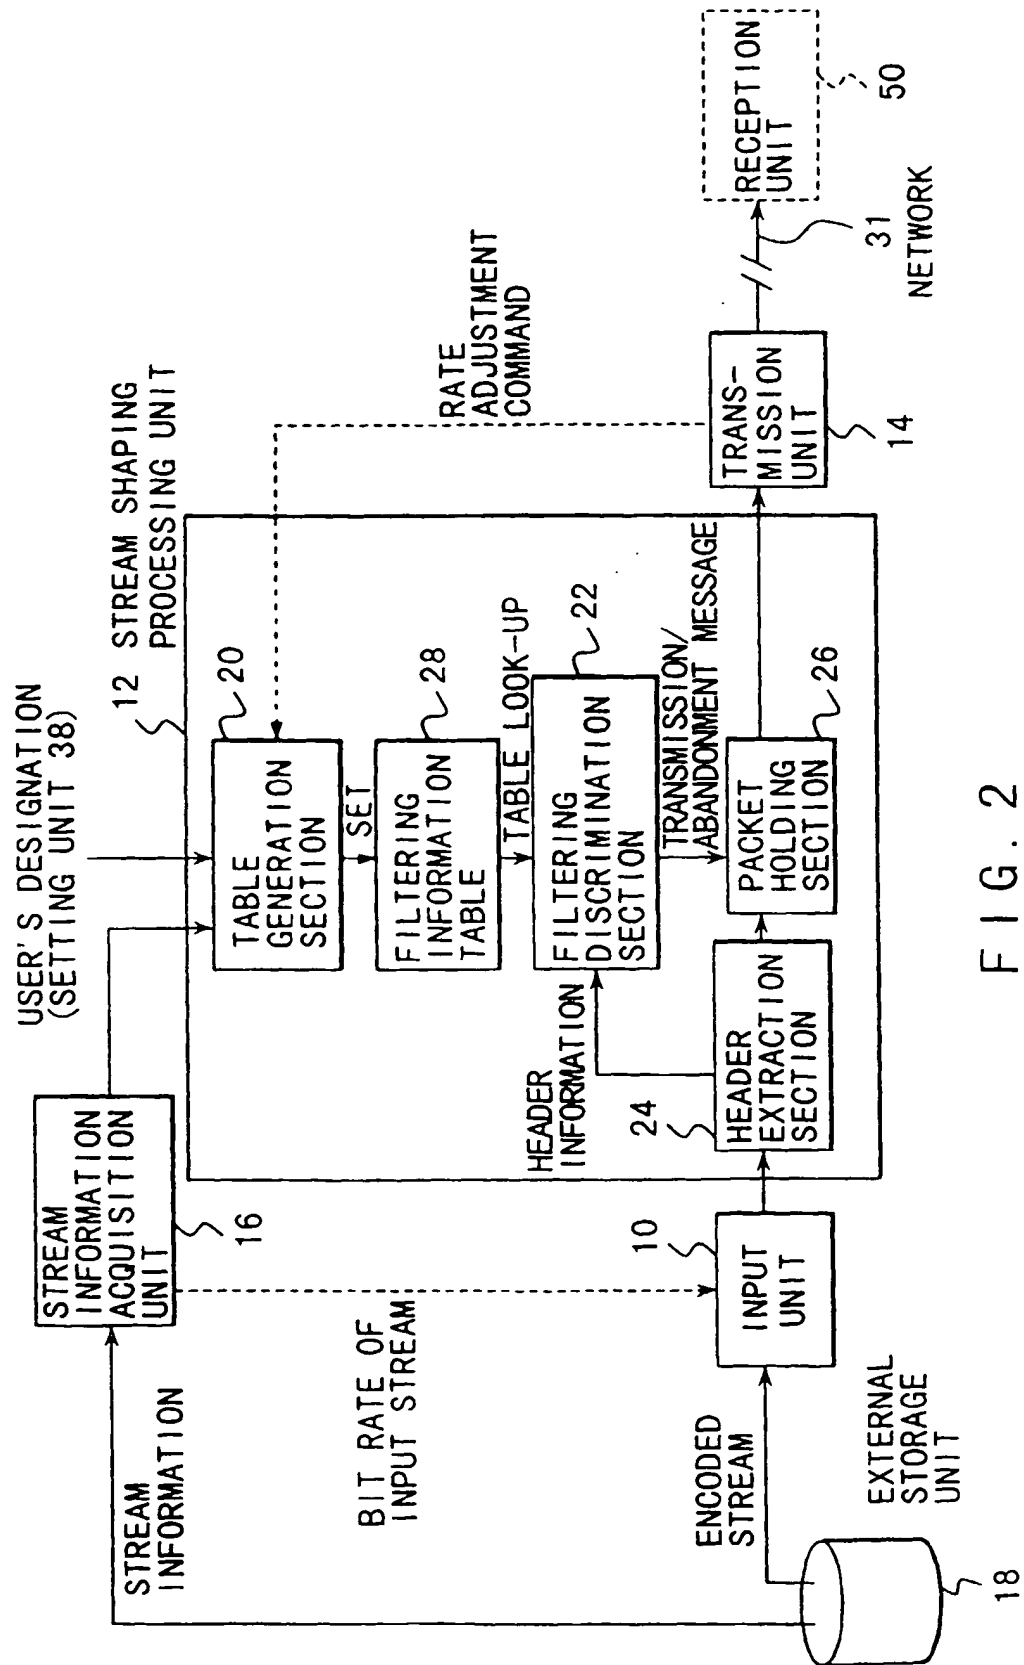 STREAM
INFORMATION
STREAM
INFORMATION
ACQUISITION
UNIT
16
USER'S DESIGNATION
(SETTING UNIT 38)
12 STREAM SHAPING
PROCESSING UNIT
TABLE
GENERATION
SECTION
20
SET
FILTERING
INFORMATION
TABLE
28
TABLE LOOK-UP
FILTERING
DISCRIMINATION
SECTION
22
HEADER
INFORMATION
TRANSMISSION/
ABANDONMENT MESSAGE
24
HEADER
EXTRACTION
SECTION
PACKET
HOLDING
SECTION
26
BIT RATE OF
INPUT STREAM
10
INPUT
UNIT
ENCODED
STREAM
EXTERNAL
STORAGE
UNIT
18
RATE
ADJUSTMENT
COMMAND
TRANS-
MISSION
UNIT
14
31
NETWORK
RECEPTION
UNIT
50
FIG. 2